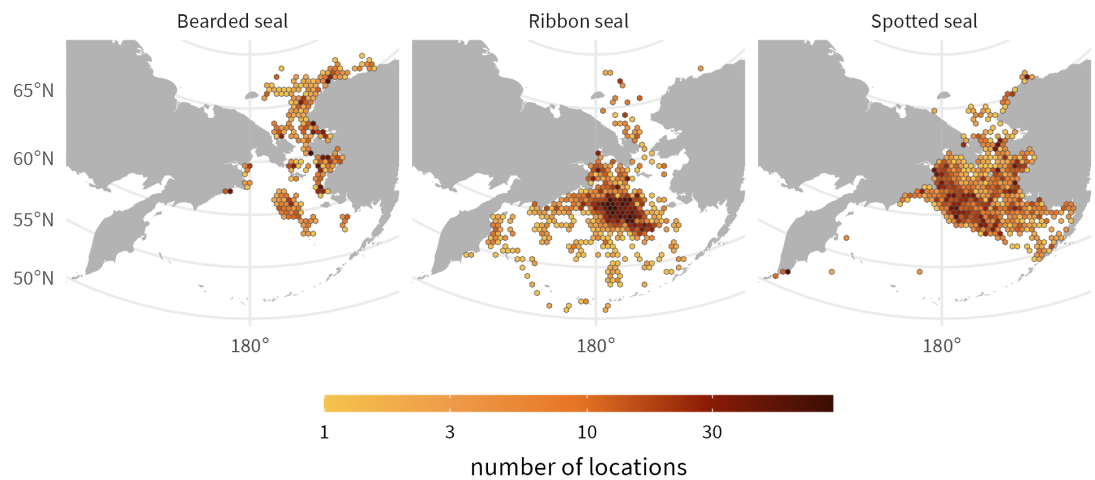 Bearded seal
Ribbon seal
Spotted seal
65°N
60°N
55°N
50°N
180°
180°
180°
1
3
10
30
number of locations